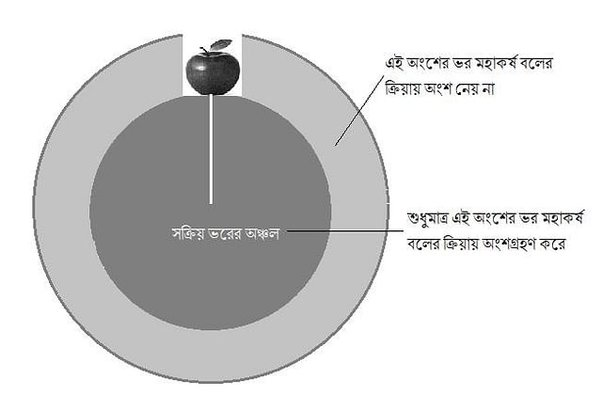 এই অংশের ভর মহাকর্ষ বলের
ক্রিয়ায় অংশ নেয় না
শুধুমাত্র এই অংশের ভর মহাকর্ষ
বলের ক্রিয়ায় অংশগ্রহণ করে
সক্রিয় ভরের অঞ্চল